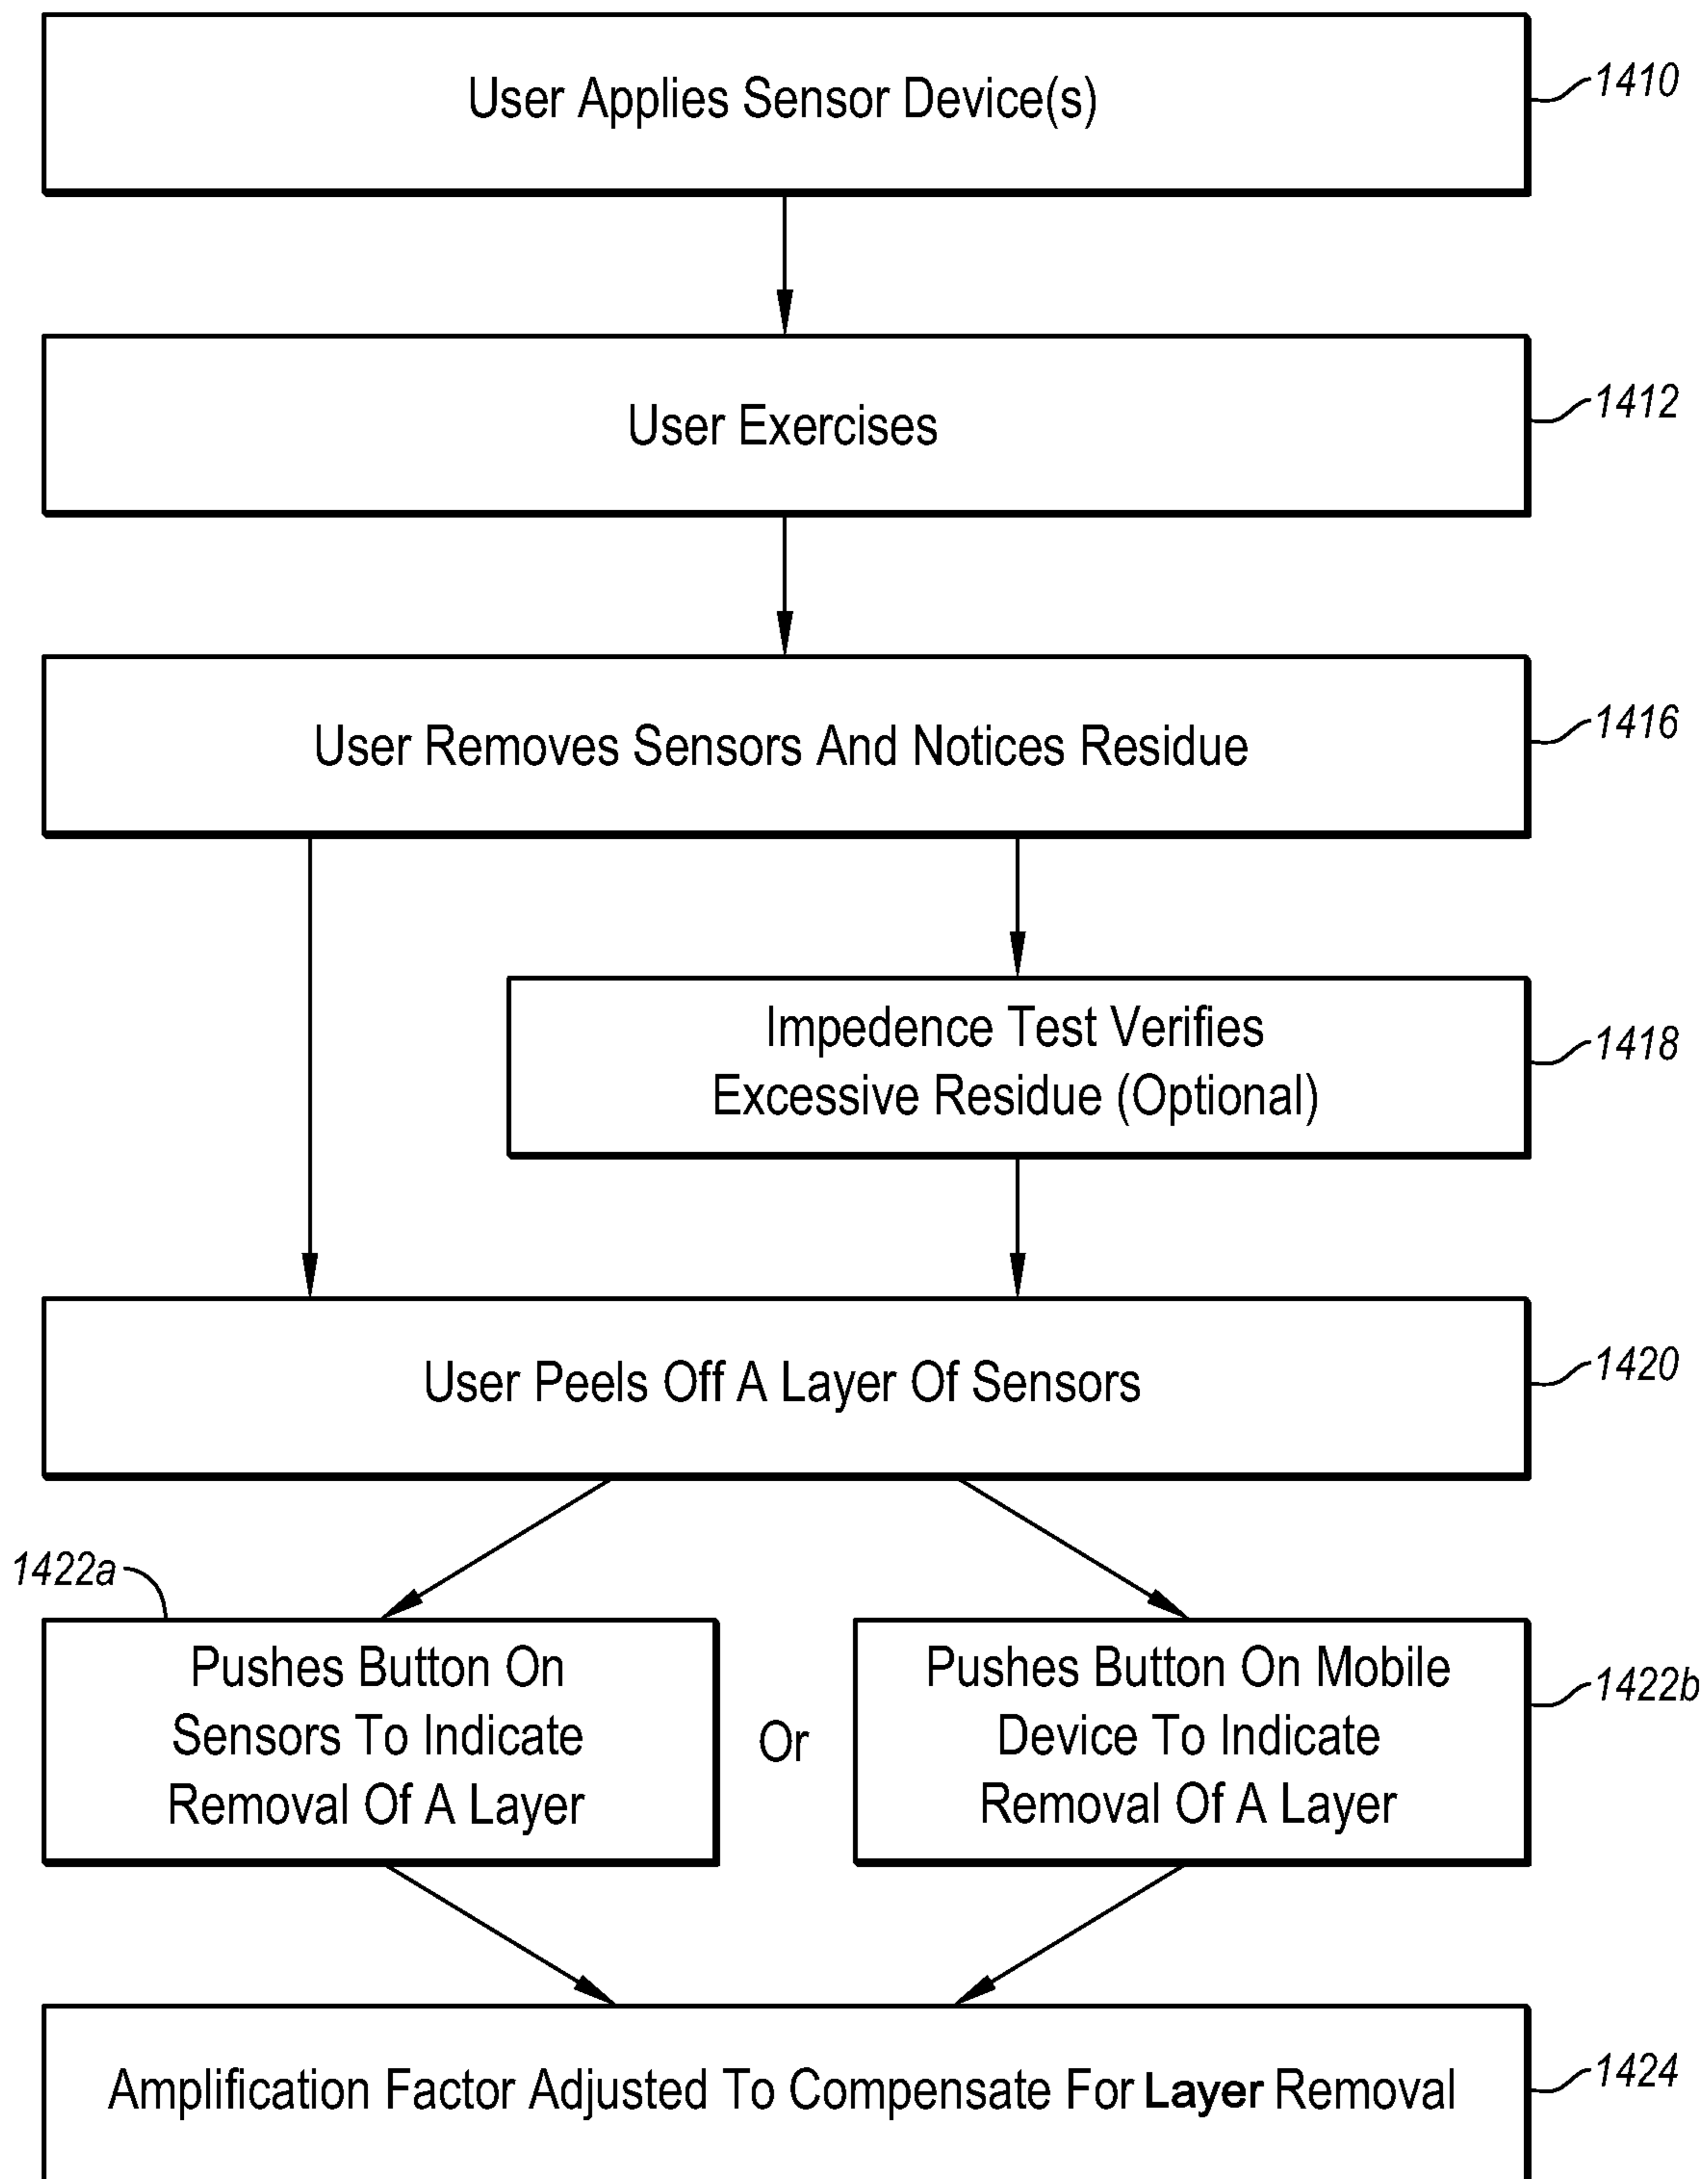 User Applies Sensor Device(s)
1410
User Exercises
1412
User Removes Sensors And Notices Residue
1416
Impedence Test Verifies
Excessive Residue (Optional)
1418
User Peels Off A Layer Of Sensors
1420
1422a
Pushes Button On
Sensors To Indicate
Removal Of A Layer
Or
Pushes Button On Mobile
Device To Indicate
Removal Of A Layer
1422b
Amplification Factor Adjusted To Compensate For Layer Removal
1424